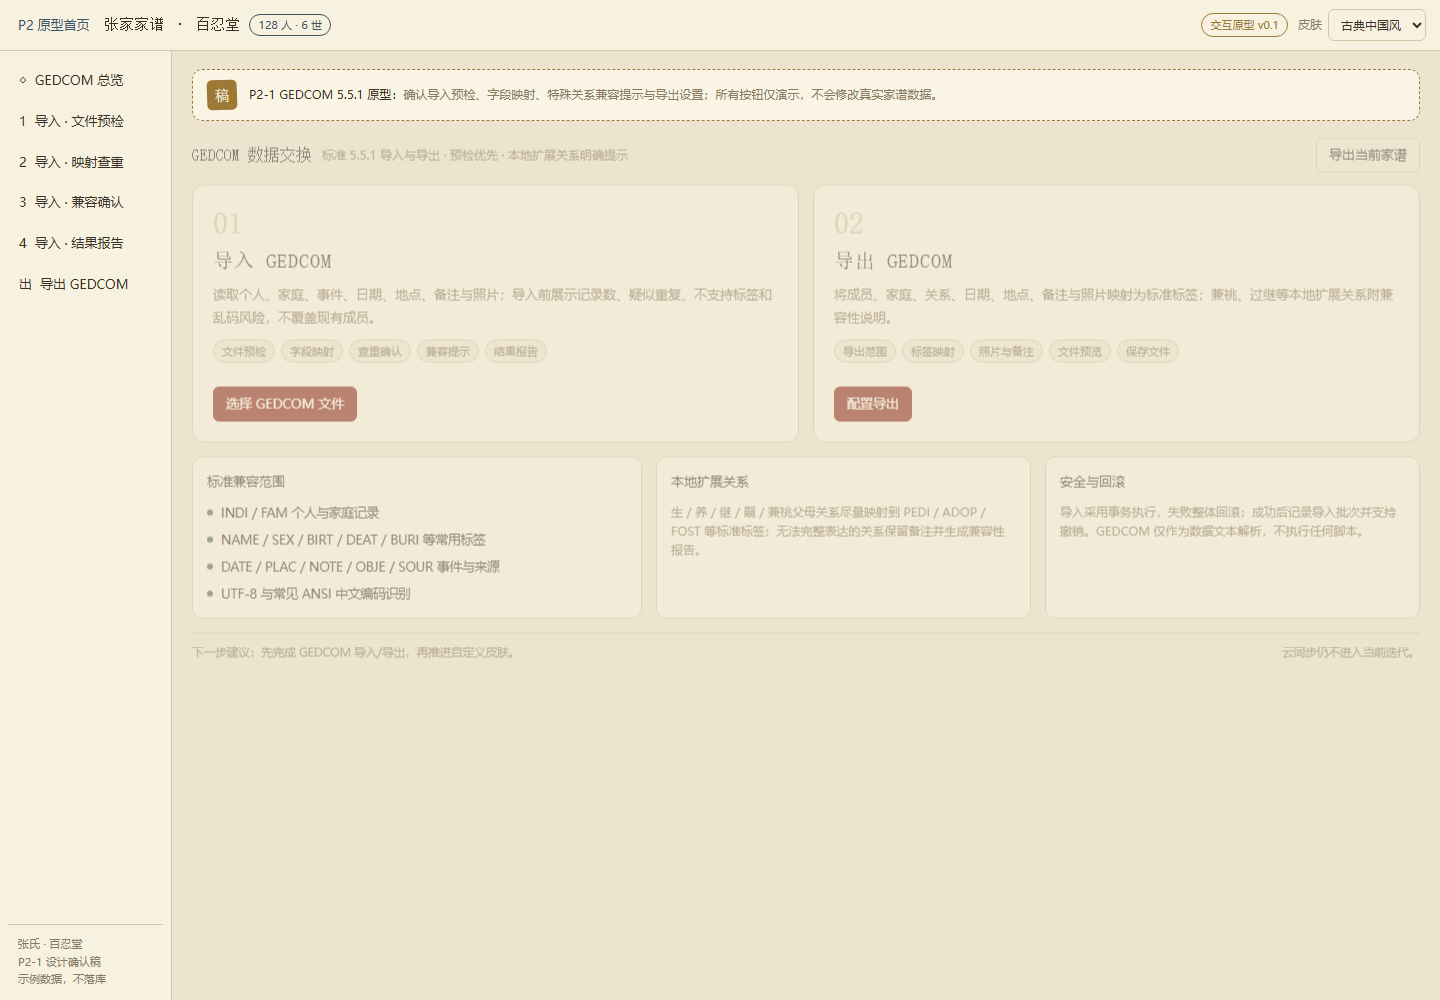 P2 原型首页 张家家谱 · 百忍堂 128 人 · 6 世
交互原型 v0.1 皮肤 古典中国风
◇ GEDCOM 总览
1 导入 · 文件预检
2 导入 · 映射查重
3 导入 · 兼容确认
4 导入 · 结果报告
出 导出 GEDCOM
张氏 · 百忍堂
P2-1 设计确认稿
示例数据，不落库
稿 P2-1 GEDCOM 5.5.1 原型：确认导入预检、字段映射、特殊关系兼容提示与导出设置；所有按钮仅演示，不会修改真实家谱数据。
GEDCOM 数据交换 标准 5.5.1 导入与导出 · 预检优先 · 本地扩展关系明确提示
导出当前家谱
01
导入 GEDCOM
读取个人、家庭、事件、日期、地点、备注与照片；导入前展示记录数、疑似重复、不支持标签和
乱码风险，不覆盖现有成员。
文件预检 字段映射 查重确认 兼容提示 结果报告
选择 GEDCOM 文件
02
导出 GEDCOM
将成员、家庭、关系、日期、地点、备注与照片映射为标准标签；兼祧、过继等本地扩展关系附兼
容性说明。
导出范围 标签映射 照片与备注 文件预览 保存文件
配置导出
标准兼容范围
INDI / FAM 个人与家庭记录
NAME / SEX / BIRT / DEAT / BURI 等常用标签
DATE / PLAC / NOTE / OBJE / SOUR 事件与来源
UTF-8 与常见 ANSI 中文编码识别
本地扩展关系
生 / 养 / 继 / 嗣 / 兼祧父母关系尽量映射到 PEDI / ADOP /
FOST 等标准标签；无法完整表达的关系保留备注并生成兼容性
报告。
安全与回滚
导入采用事务执行，失败整体回滚；成功后记录导入批次并支持
撤销。GEDCOM 仅作为数据文本解析，不执行任何脚本。
下一步建议：先完成 GEDCOM 导入/导出，再推进自定义皮肤。
云同步仍不进入当前迭代。